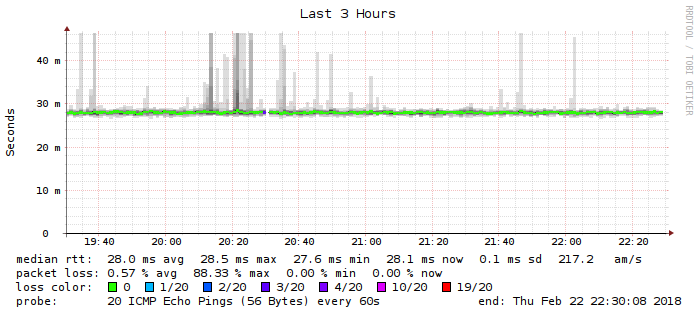 Last 3 Hours
RRDTOOL / TOBI OETIKER
Seconds
40 m
30 m
20 m
10 m
0
19:40 20:00 20:20 20:40 21:00 21:20 21:40 22:00 22:20
median rtt: 28.0 ms avg 28.5 ms max 27.6 ms min 28.1 ms now 0.1 ms sd 217.2 am/s
packet loss: 0.57 % avg 88.33 % max 0.00 % min 0.00 % now
loss color: 0 1/20 2/20 3/20 4/20 10/20 19/20
probe: 20 ICMP Echo Pings (56 Bytes) every 60s end: Thu Feb 22 22:30:08 2018